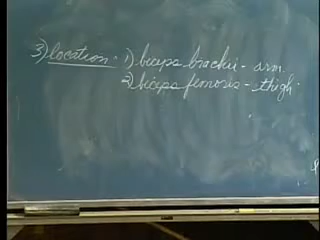 3) location: 1) biceps brachii - arm.
2) biceps femoris - thigh.